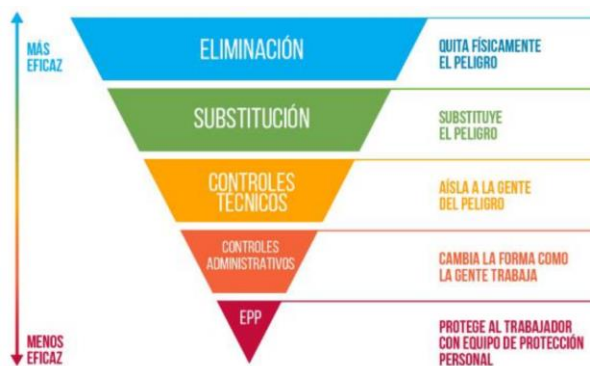 MÁS
EFICAZ
ELIMINACIÓN
QUITA FÍSICAMENTE
EL PELIGRO
SUBSTITUCIÓN
SUBSTITUYE
EL PELIGRO
CONTROLES
TÉCNICOS
AÍSLA A LA GENTE
DEL PELIGRO
CONTROLES
ADMINISTRATIVOS
CAMBIA LA FORMA COMO
LA GENTE TRABAJA
EPP
MENOS
EFICAZ
PROTEGE AL TRABAJADOR
CON EQUIPO DE PROTECCIÓN
PERSONAL